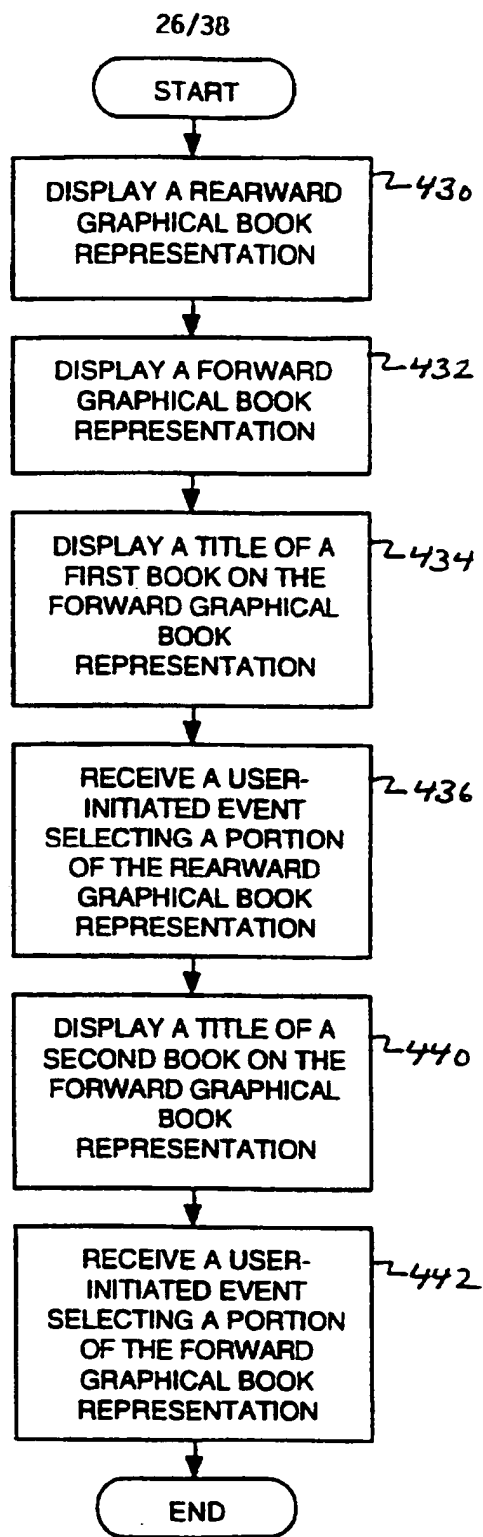 26/38
START
DISPLAY A REARWARD
GRAPHICAL BOOK
REPRESENTATION
430
DISPLAY A FORWARD
GRAPHICAL BOOK
REPRESENTATION
432
DISPLAY A TITLE OF A
FIRST BOOK ON THE
FORWARD GRAPHICAL
BOOK
REPRESENTATION
434
RECEIVE A USER-
INITIATED EVENT
SELECTING A PORTION
OF THE REARWARD
GRAPHICAL BOOK
REPRESENTATION
436
DISPLAY A TITLE OF A
SECOND BOOK ON THE
FORWARD GRAPHICAL
BOOK
REPRESENTATION
440
RECEIVE A USER-
INITIATED EVENT
SELECTING A PORTION
OF THE FORWARD
GRAPHICAL BOOK
REPRESENTATION
442
END